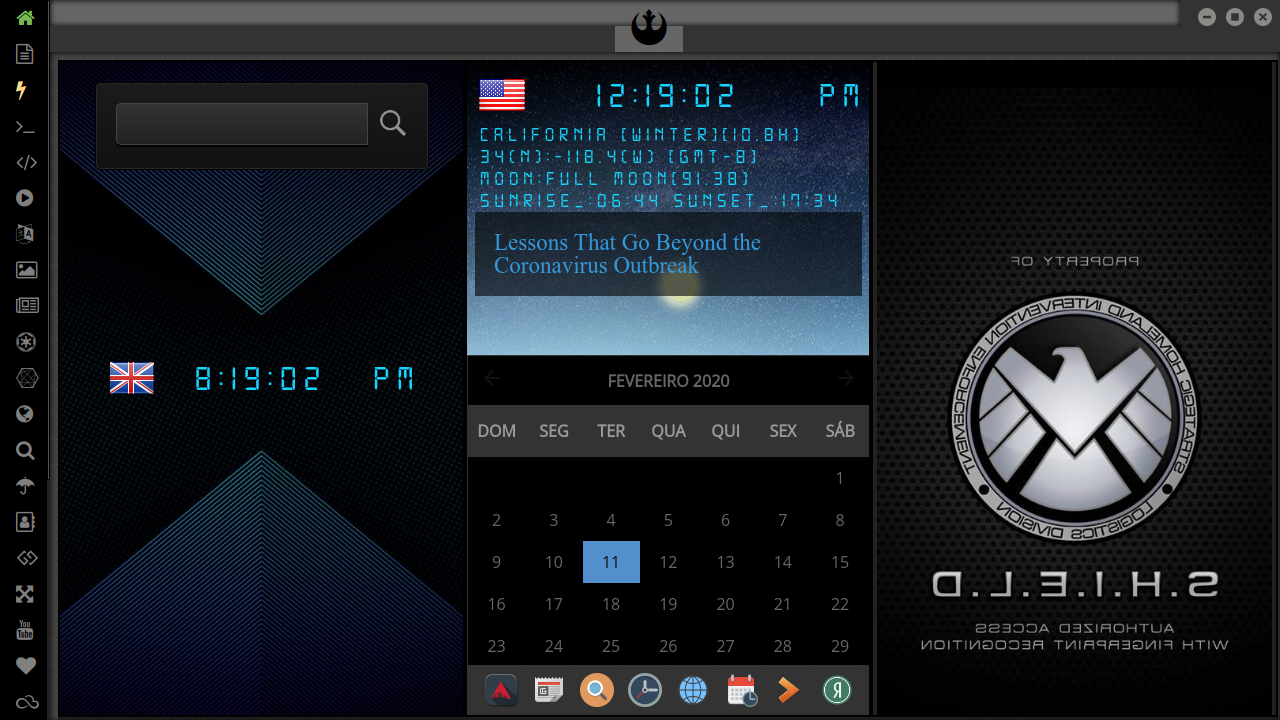 12:19:02 PM
CALIFORNIA [WINTER][10.8H]
34[N]:-118.4[W] [GMT-8]
MOON:FULL MOON[91.38]
SUNRISE_:06:44 SUNSET_:17:34
Lessons That Go Beyond the
Coronavirus Outbreak
8:19:02 PM
FEVEREIRO 2020
DOM SEG TER QUA QUI SEX SÁB
1
2 3 4 5 6 7 8
9 10 11 12 13 14 15
16 17 18 19 20 21 22
23 24 25 26 27 28 29
PROPERTY OF
STRATEGIC HOMELAND INTERVENTION ENFORCEMENT
LOGISTICS DIVISION
S.H.I.E.L.D
AUTHORIZED ACCESS
WITH FINGERPRINT RECOGNITION
You
Tube
Я